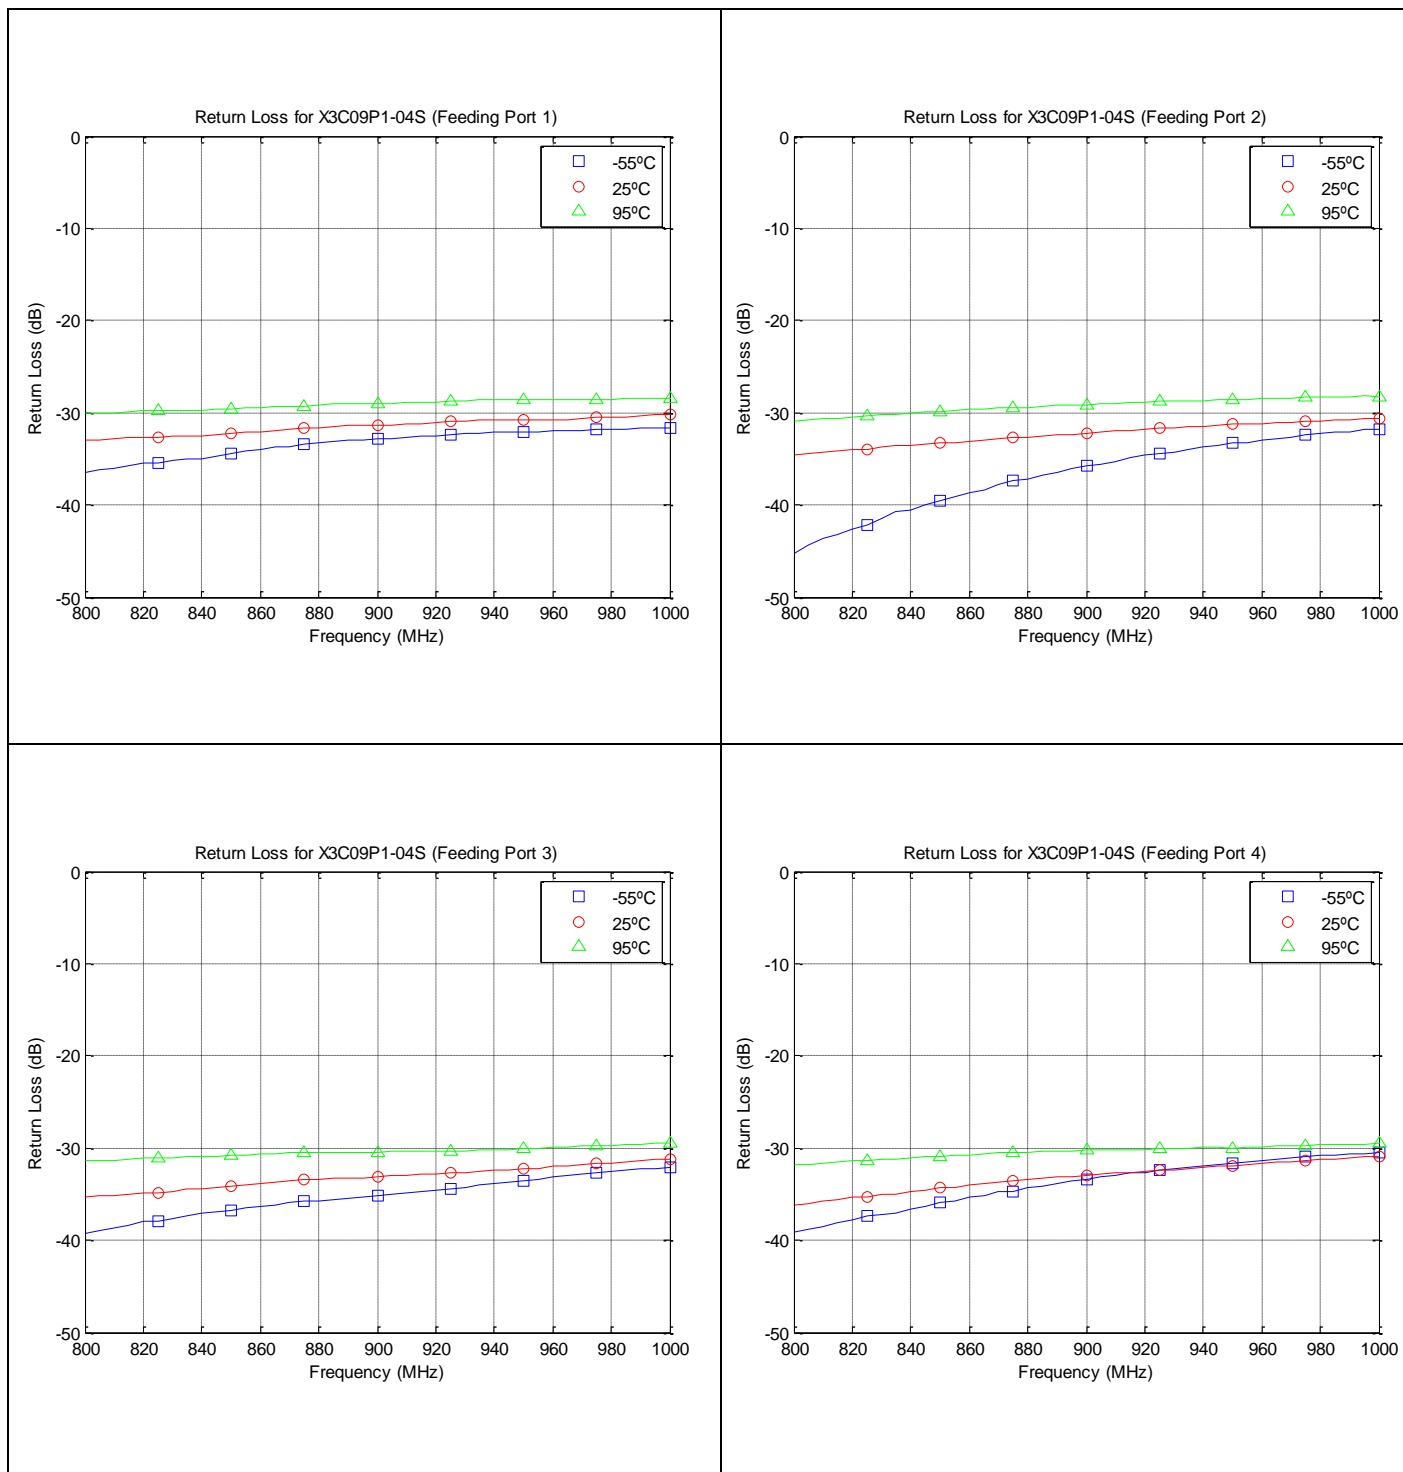 Return Loss for X3C09P1-04S (Feeding Port 1)
0
-10
-20
-30
-40
-50
Return Loss (dB)
-55ºC
25ºC
95ºC
800 820 840 860 880 900 920 940 960 980 1000
Frequency (MHz)
Return Loss for X3C09P1-04S (Feeding Port 2)
0
-10
-20
-30
-40
-50
Return Loss (dB)
-55ºC
25ºC
95ºC
800 820 840 860 880 900 920 940 960 980 1000
Frequency (MHz)
Return Loss for X3C09P1-04S (Feeding Port 3)
0
-10
-20
-30
-40
-50
Return Loss (dB)
-55ºC
25ºC
95ºC
800 820 840 860 880 900 920 940 960 980 1000
Frequency (MHz)
Return Loss for X3C09P1-04S (Feeding Port 4)
0
-10
-20
-30
-40
-50
Return Loss (dB)
-55ºC
25ºC
95ºC
800 820 840 860 880 900 920 940 960 980 1000
Frequency (MHz)